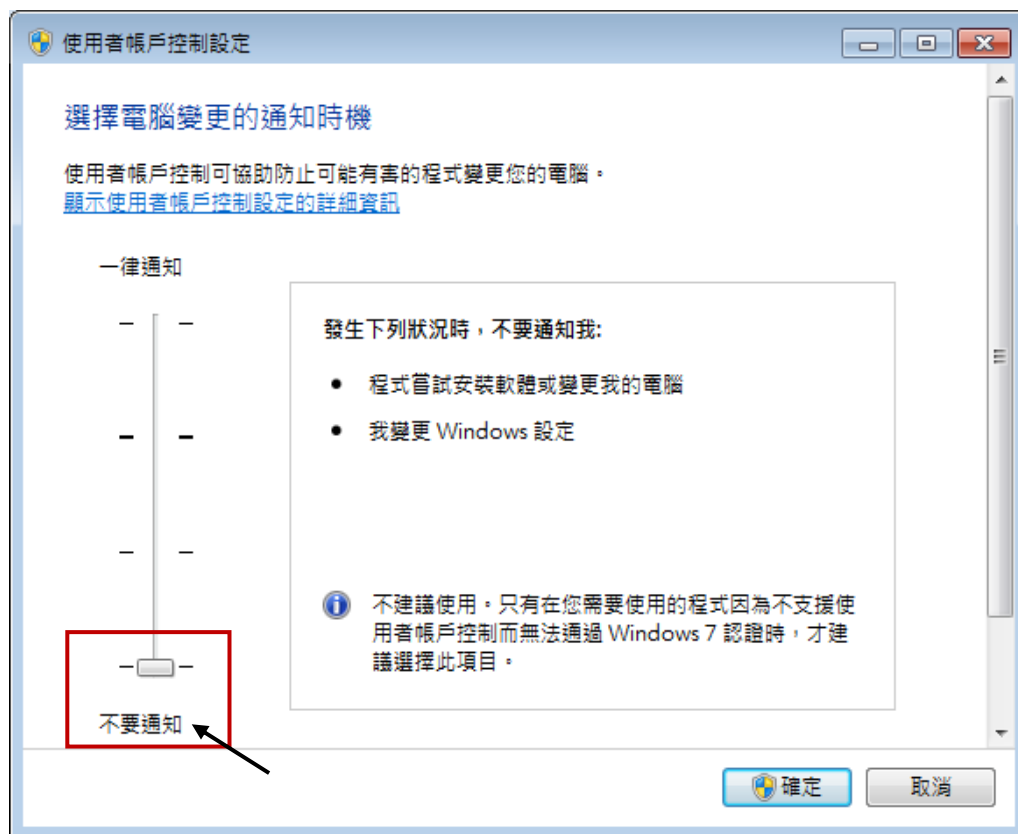 使用者帳戶控制設定
選擇電腦變更的通知時機
使用者帳戶控制可協助防止可能有害的程式變更您的電腦。
顯示使用者帳戶控制設定的詳細資訊
一律通知
發生下列狀況時，不要通知我:
● 程式嘗試安裝軟體或變更我的電腦
● 我變更 Windows 設定
不建議使用。只有在您需要使用的程式因為不支援使
用者帳戶控制而無法通過 Windows 7 認證時，才建
議選擇此項目。
不要通知
確定
取消